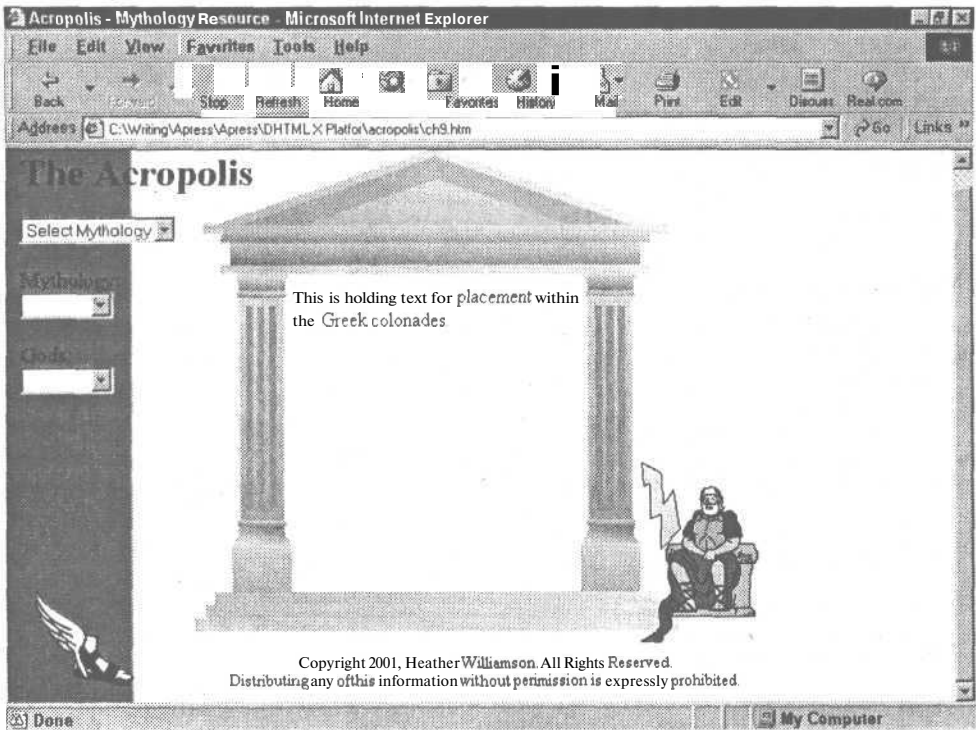 Acropolis - Mythology Resource - Microsoft Internet Explorer
File Edit View Favorites Tools Help
Back Forward Stop Refresh Home Favorites History Mail Print Edit Discuss Real.com
Address C:\Writing\Apress\Apress\DHTML X Platfor\acropolis\ch9.htm Go Links »
The Acropolis
Select Mythology
Mythology:
This is holding text for placement within
the Greek colonades.
Gods:
Copyright 2001, Heather Williamson. All Rights Reserved.
Distributing any of this information without permission is expressly prohibited.
Done My Computer